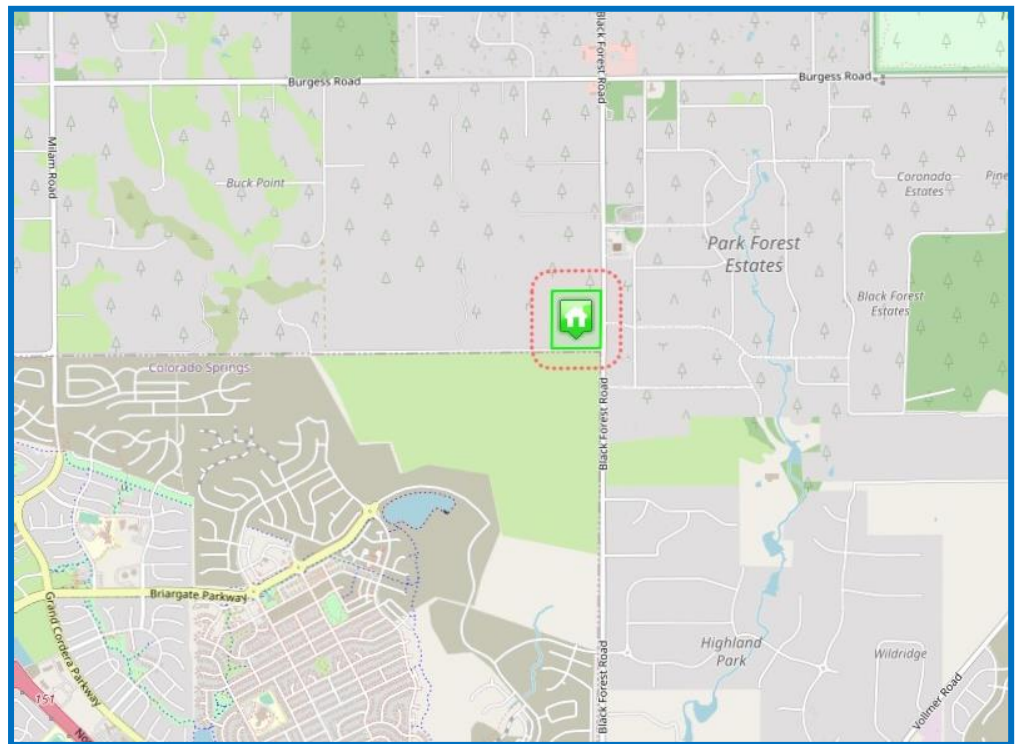 Black Forest Road
Burgess Road
Burgess Road
Milam Road
Buck Point
Coronado
Estates
Pine
Park Forest
Estates
Black Forest
Estates
Colorado Springs
Black Forest Road
Briargate Parkway
Grand Cordera Parkway
Highland
Park
Wildridge
Black Forest Road
Vollmer Road
151
No